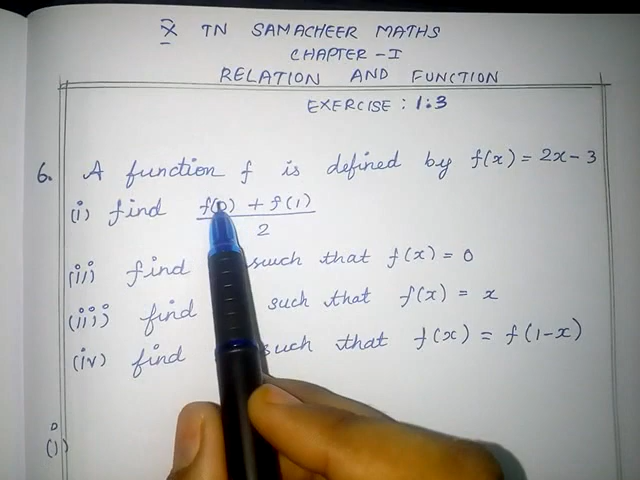 X TN SAMACHEER MATHS
CHAPTER - I
RELATION AND FUNCTION
EXERCISE : 1.3
6. A function f is defined by f(x) = 2x - 3
(i) find f(0) + f(1)
2
(ii) find such that f(x) = 0
(iii) find such that f(x) = x
(iv) find such that f(x) = f(1-x)
(i)